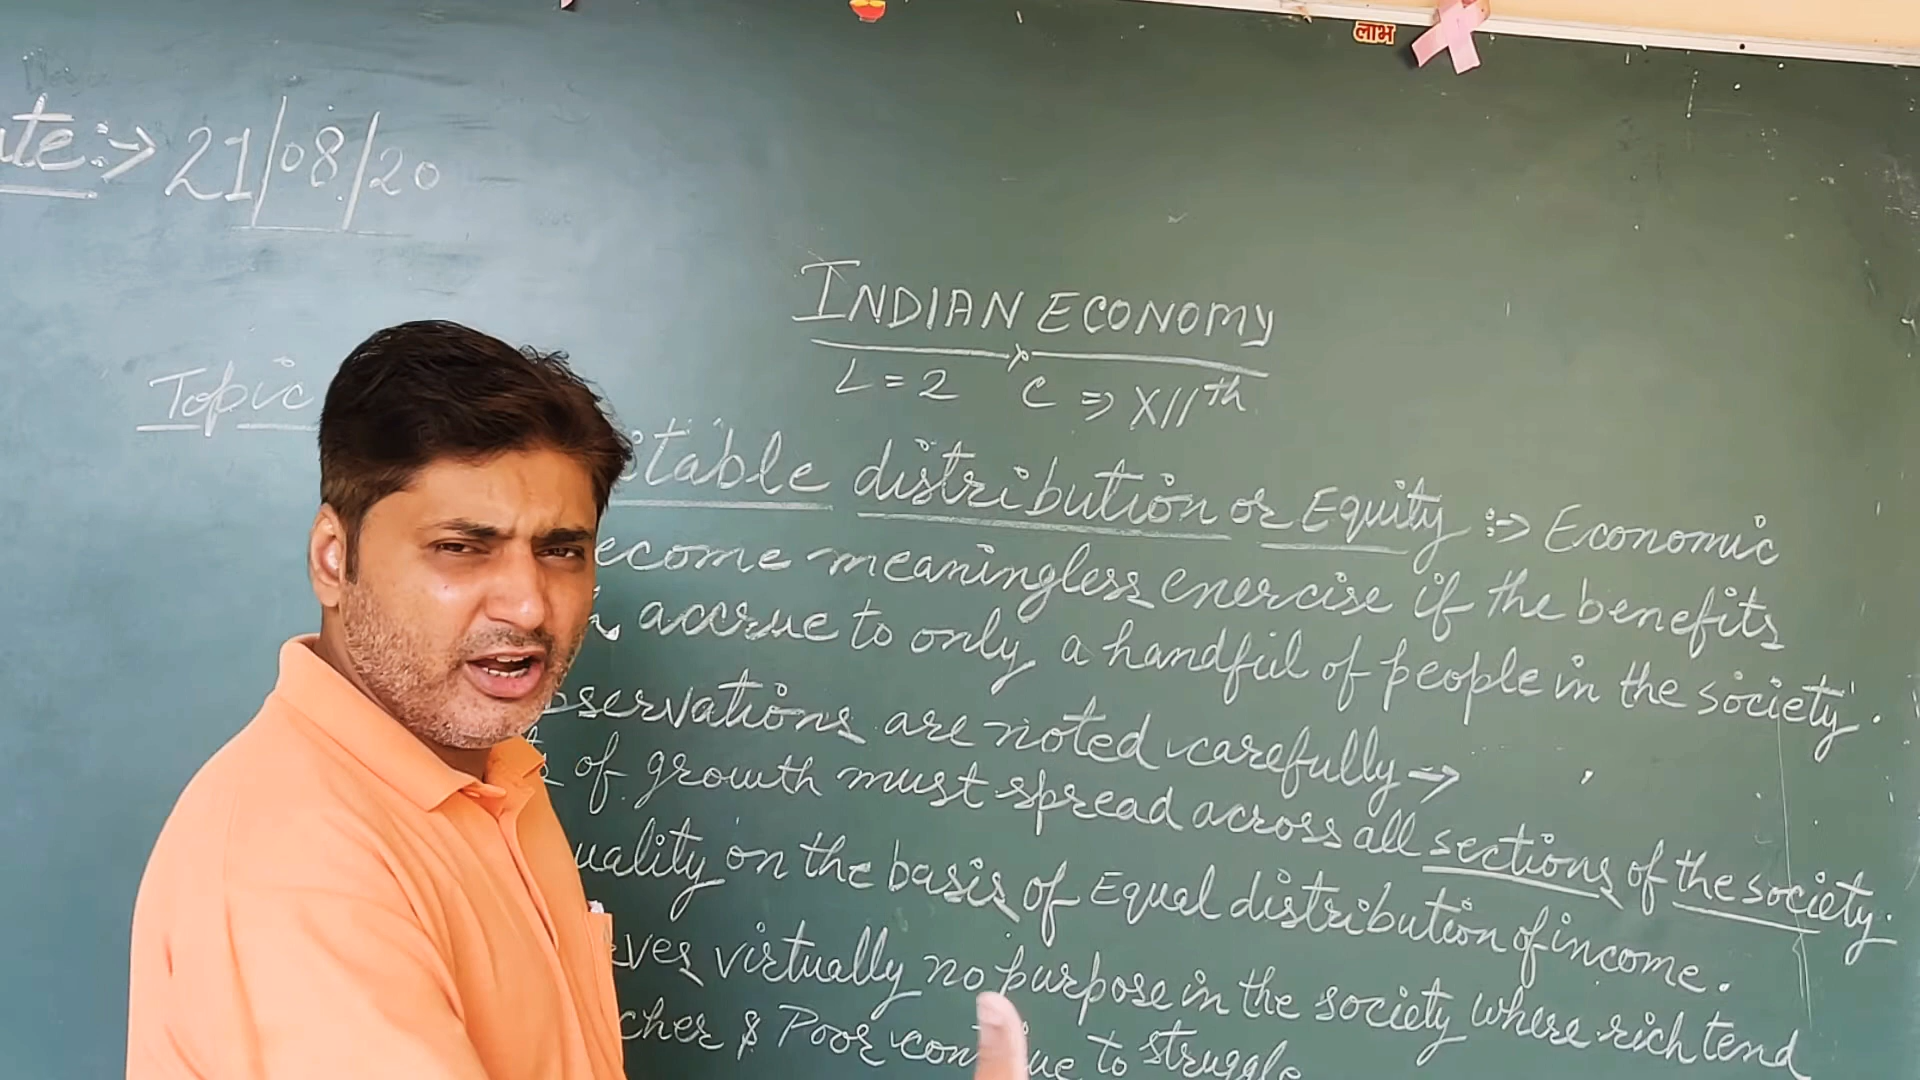 लाभ
ate :-> 21/08/20
INDIAN ECONOMY
L = 2 C => XIIth
Topic
itable distribution or Equity :-> Economic
ecome meaningless enercise if the benefits
accrue to only a handful of people in the society.
bservations are noted carefully ->
of growth must spread across all sections of the society.
uality on the basis of Equal distribution of income.
ves virtually no purpose in the society where rich tend
cher & Poor con ue to struggle